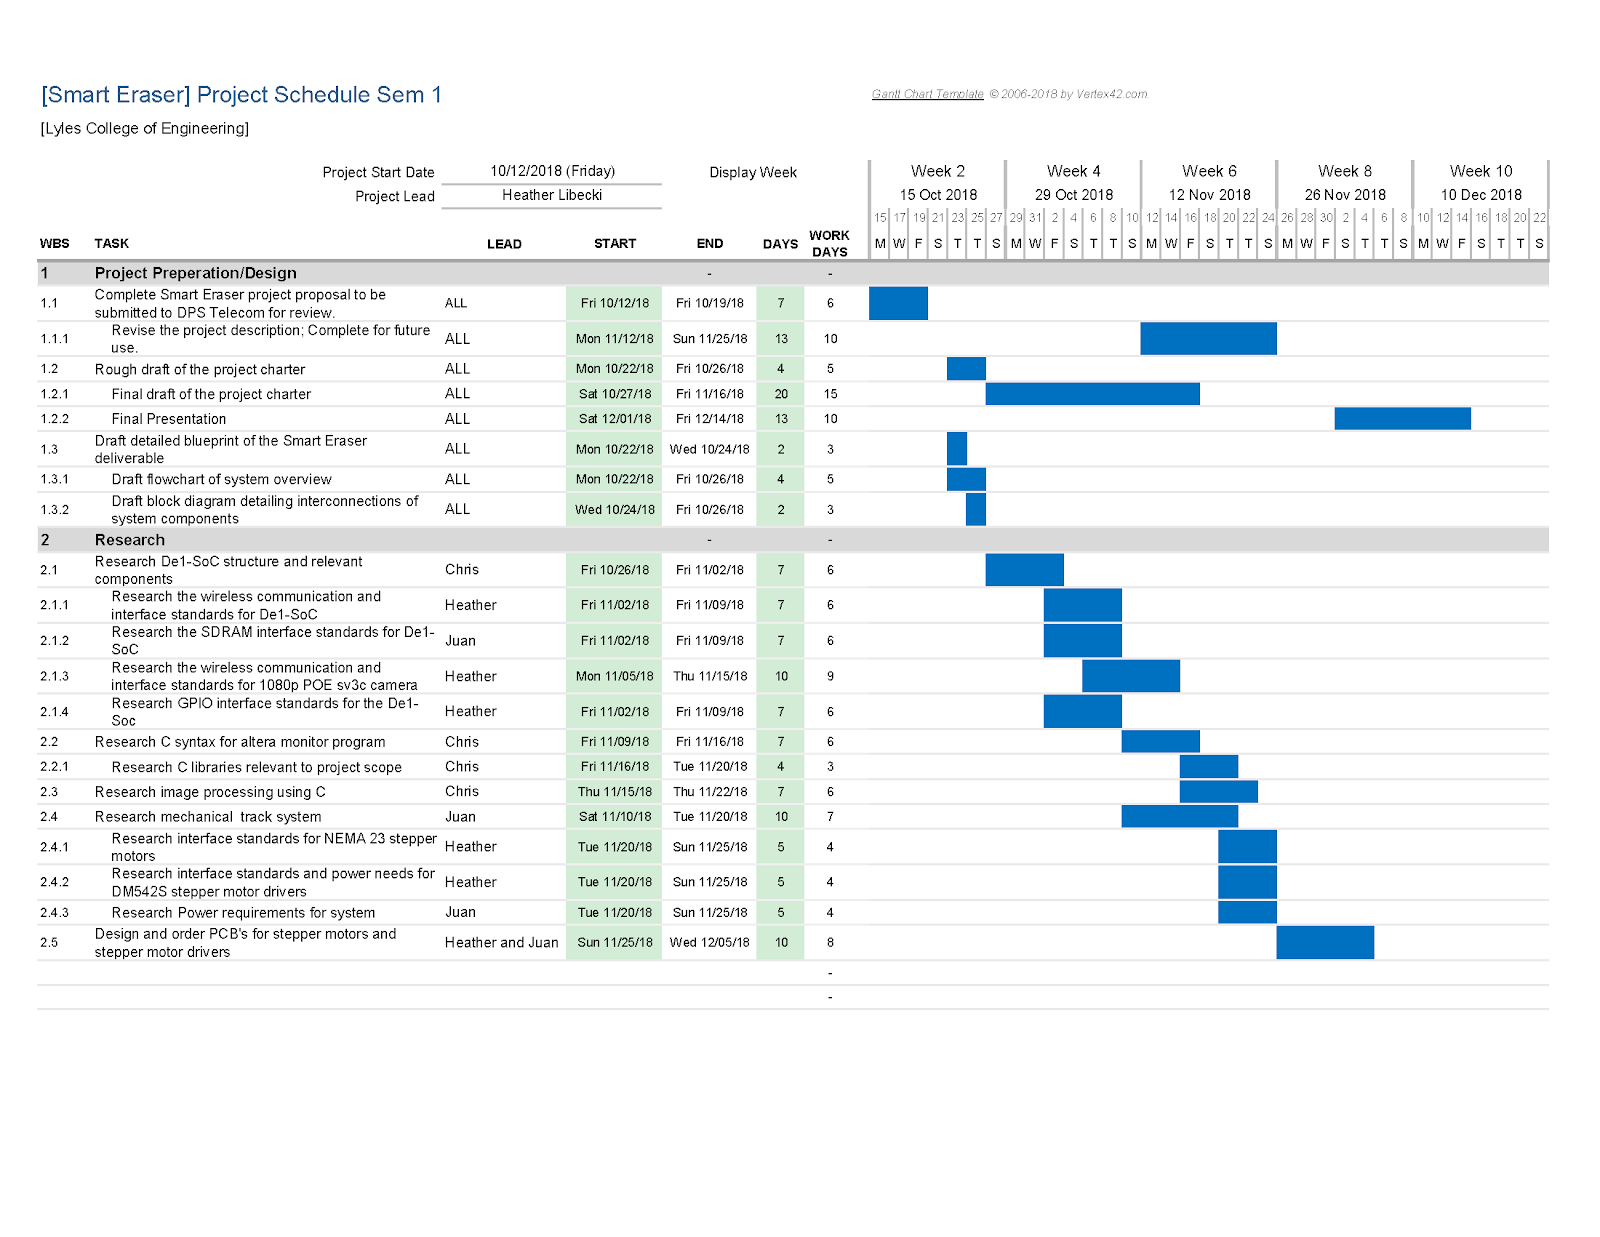 [Smart Eraser] Project Schedule Sem 1
Gantt Chart Template © 2006-2018 by Vertex42.com.
[Lyles College of Engineering]
Project Start Date 10/12/2018 (Friday) Display Week Week 2 Week 4 Week 6 Week 8 Week 10
Project Lead Heather Libecki 15 Oct 2018 29 Oct 2018 12 Nov 2018 26 Nov 2018 10 Dec 2018
15 17 19 21 23 25 27 29 31 2 4 6 8 10 12 14 16 18 20 22 24 26 28 30 2 4 6 8 10 12 14 16 18 20 22
WBS TASK LEAD START END DAYS WORK DAYS M W F S T T S M W F S T T S M W F S T T S M W F S T T S M W F S T T S
1 Project Preperation/Design - -
1.1 Complete Smart Eraser project proposal to be
submitted to DPS Telecom for review. ALL Fri 10/12/18 Fri 10/19/18 7 6
1.1.1 Revise the project description; Complete for future
use. ALL Mon 11/12/18 Sun 11/25/18 13 10
1.2 Rough draft of the project charter ALL Mon 10/22/18 Fri 10/26/18 4 5
1.2.1 Final draft of the project charter ALL Sat 10/27/18 Fri 11/16/18 20 15
1.2.2 Final Presentation ALL Sat 12/01/18 Fri 12/14/18 13 10
1.3 Draft detailed blueprint of the Smart Eraser
deliverable ALL Mon 10/22/18 Wed 10/24/18 2 3
1.3.1 Draft flowchart of system overview ALL Mon 10/22/18 Fri 10/26/18 4 5
1.3.2 Draft block diagram detailing interconnections of
system components ALL Wed 10/24/18 Fri 10/26/18 2 3
2 Research - -
2.1 Research De1-SoC structure and relevant
components Chris Fri 10/26/18 Fri 11/02/18 7 6
2.1.1 Research the wireless communication and
interface standards for De1-SoC Heather Fri 11/02/18 Fri 11/09/18 7 6
2.1.2 Research the SDRAM interface standards for De1-
SoC Juan Fri 11/02/18 Fri 11/09/18 7 6
2.1.3 Research the wireless communication and
interface standards for 1080p POE sv3c camera Heather Mon 11/05/18 Thu 11/15/18 10 9
2.1.4 Research GPIO interface standards for the De1-
Soc Heather Fri 11/02/18 Fri 11/09/18 7 6
2.2 Research C syntax for altera monitor program Chris Fri 11/09/18 Fri 11/16/18 7 6
2.2.1 Research C libraries relevant to project scope Chris Fri 11/16/18 Tue 11/20/18 4 3
2.3 Research image processing using C Chris Thu 11/15/18 Thu 11/22/18 7 6
2.4 Research mechanical track system Juan Sat 11/10/18 Tue 11/20/18 10 7
2.4.1 Research interface standards for NEMA 23 stepper
motors Heather Tue 11/20/18 Sun 11/25/18 5 4
2.4.2 Research interface standards and power needs for
DM542S stepper motor drivers Heather Tue 11/20/18 Sun 11/25/18 5 4
2.4.3 Research Power requirements for system Juan Tue 11/20/18 Sun 11/25/18 5 4
2.5 Design and order PCB's for stepper motors and
stepper motor drivers Heather and Juan Sun 11/25/18 Wed 12/05/18 10 8
-
-